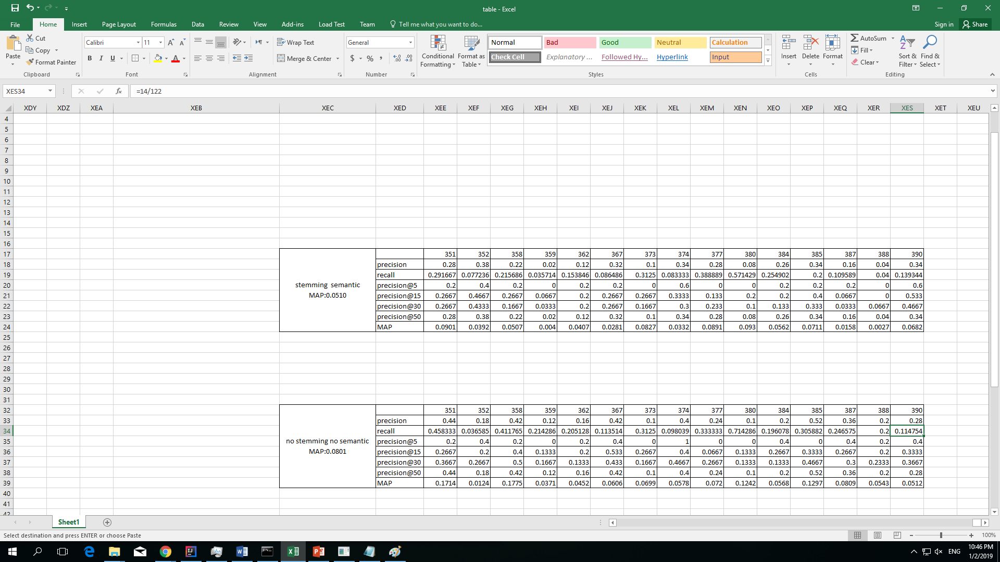 table - Excel
File Home Insert Page Layout Formulas Data Review View Add-ins Load Test Team Tell me what you want to do... Sign in Share
Paste Cut Copy Format Painter Clipboard
Calibri 11 B I U Font
Wrap Text Merge & Center Alignment
General $ % , Number
Conditional Formatting Format as Table
Normal Bad Good Neutral Calculation
Check Cell Explanatory ... Followed Hy... Hyperlink Input
Styles
Insert Delete Format Cells
AutoSum Fill Clear Sort & Filter Find & Select Editing
XES34 fx =14/122
XDY XDZ XEA XEB XEC XED XEE XEF XEG XEH XEI XEJ XEK XEL XEM XEN XEO XEP XEQ XER XES XET XEU
4
5
6
7
8
9
10
11
12
13
14
15
16
17 351 352 358 359 362 367 373 374 377 380 384 385 387 388 390
18 precision 0.28 0.38 0.22 0.02 0.12 0.32 0.1 0.34 0.28 0.08 0.26 0.34 0.16 0.04 0.34
19 recall 0.291667 0.077236 0.215686 0.035714 0.153846 0.086486 0.3125 0.083333 0.388889 0.571429 0.254902 0.2 0.109589 0.04 0.139344
20 stemming semantic precision@5 0.2 0.4 0.2 0 0.2 0.2 0 0.6 0 0 0.2 0.2 0.2 0 0.6
21 MAP:0.0510 precision@15 0.2667 0.4667 0.2667 0.0667 0.2 0.2667 0.2667 0.3333 0.133 0.2 0.2 0.4 0.0667 0 0.533
22 precision@30 0.2667 0.4333 0.1667 0.0333 0.2 0.2667 0.1667 0.3 0.233 0.1 0.133 0.333 0.0333 0.0667 0.4667
23 precision@50 0.28 0.38 0.22 0.02 0.12 0.32 0.1 0.34 0.28 0.08 0.26 0.34 0.16 0.04 0.34
24 MAP 0.0901 0.0392 0.0507 0.004 0.0407 0.0281 0.0827 0.0332 0.0891 0.093 0.0562 0.0711 0.0158 0.0027 0.0682
25
26
27
28
29
30
31
32 351 352 358 359 362 367 373 374 377 380 384 385 387 388 390
33 precision 0.44 0.18 0.42 0.12 0.16 0.42 0.1 0.4 0.24 0.1 0.2 0.52 0.36 0.2 0.28
34 recall 0.458333 0.036585 0.411765 0.214286 0.205128 0.113514 0.3125 0.098039 0.333333 0.714286 0.196078 0.305882 0.246575 0.2 0.114754
35 no stemming no semantic precision@5 0.2 0.4 0.2 0 0.2 0.4 0 1 0 0 0.4 0 0.4 0.2 0.4
36 MAP:0.0801 precision@15 0.2667 0.2 0.4 0.1333 0.2 0.533 0.2667 0.4 0.0667 0.1333 0.2667 0.3333 0.2667 0.2 0.3333
37 precision@30 0.3667 0.2667 0.5 0.1667 0.1333 0.433 0.1667 0.4667 0.2667 0.1333 0.1333 0.4667 0.3 0.2333 0.3667
38 precision@50 0.44 0.18 0.42 0.12 0.16 0.42 0.1 0.4 0.24 0.1 0.2 0.52 0.36 0.2 0.28
39 MAP 0.1714 0.0124 0.1775 0.0371 0.0452 0.0606 0.0699 0.0578 0.072 0.1242 0.0568 0.1297 0.0809 0.0543 0.0512
40
41
42
Sheet1
Select destination and press ENTER or choose Paste 100%
ENG 10:46 PM
1/2/2019